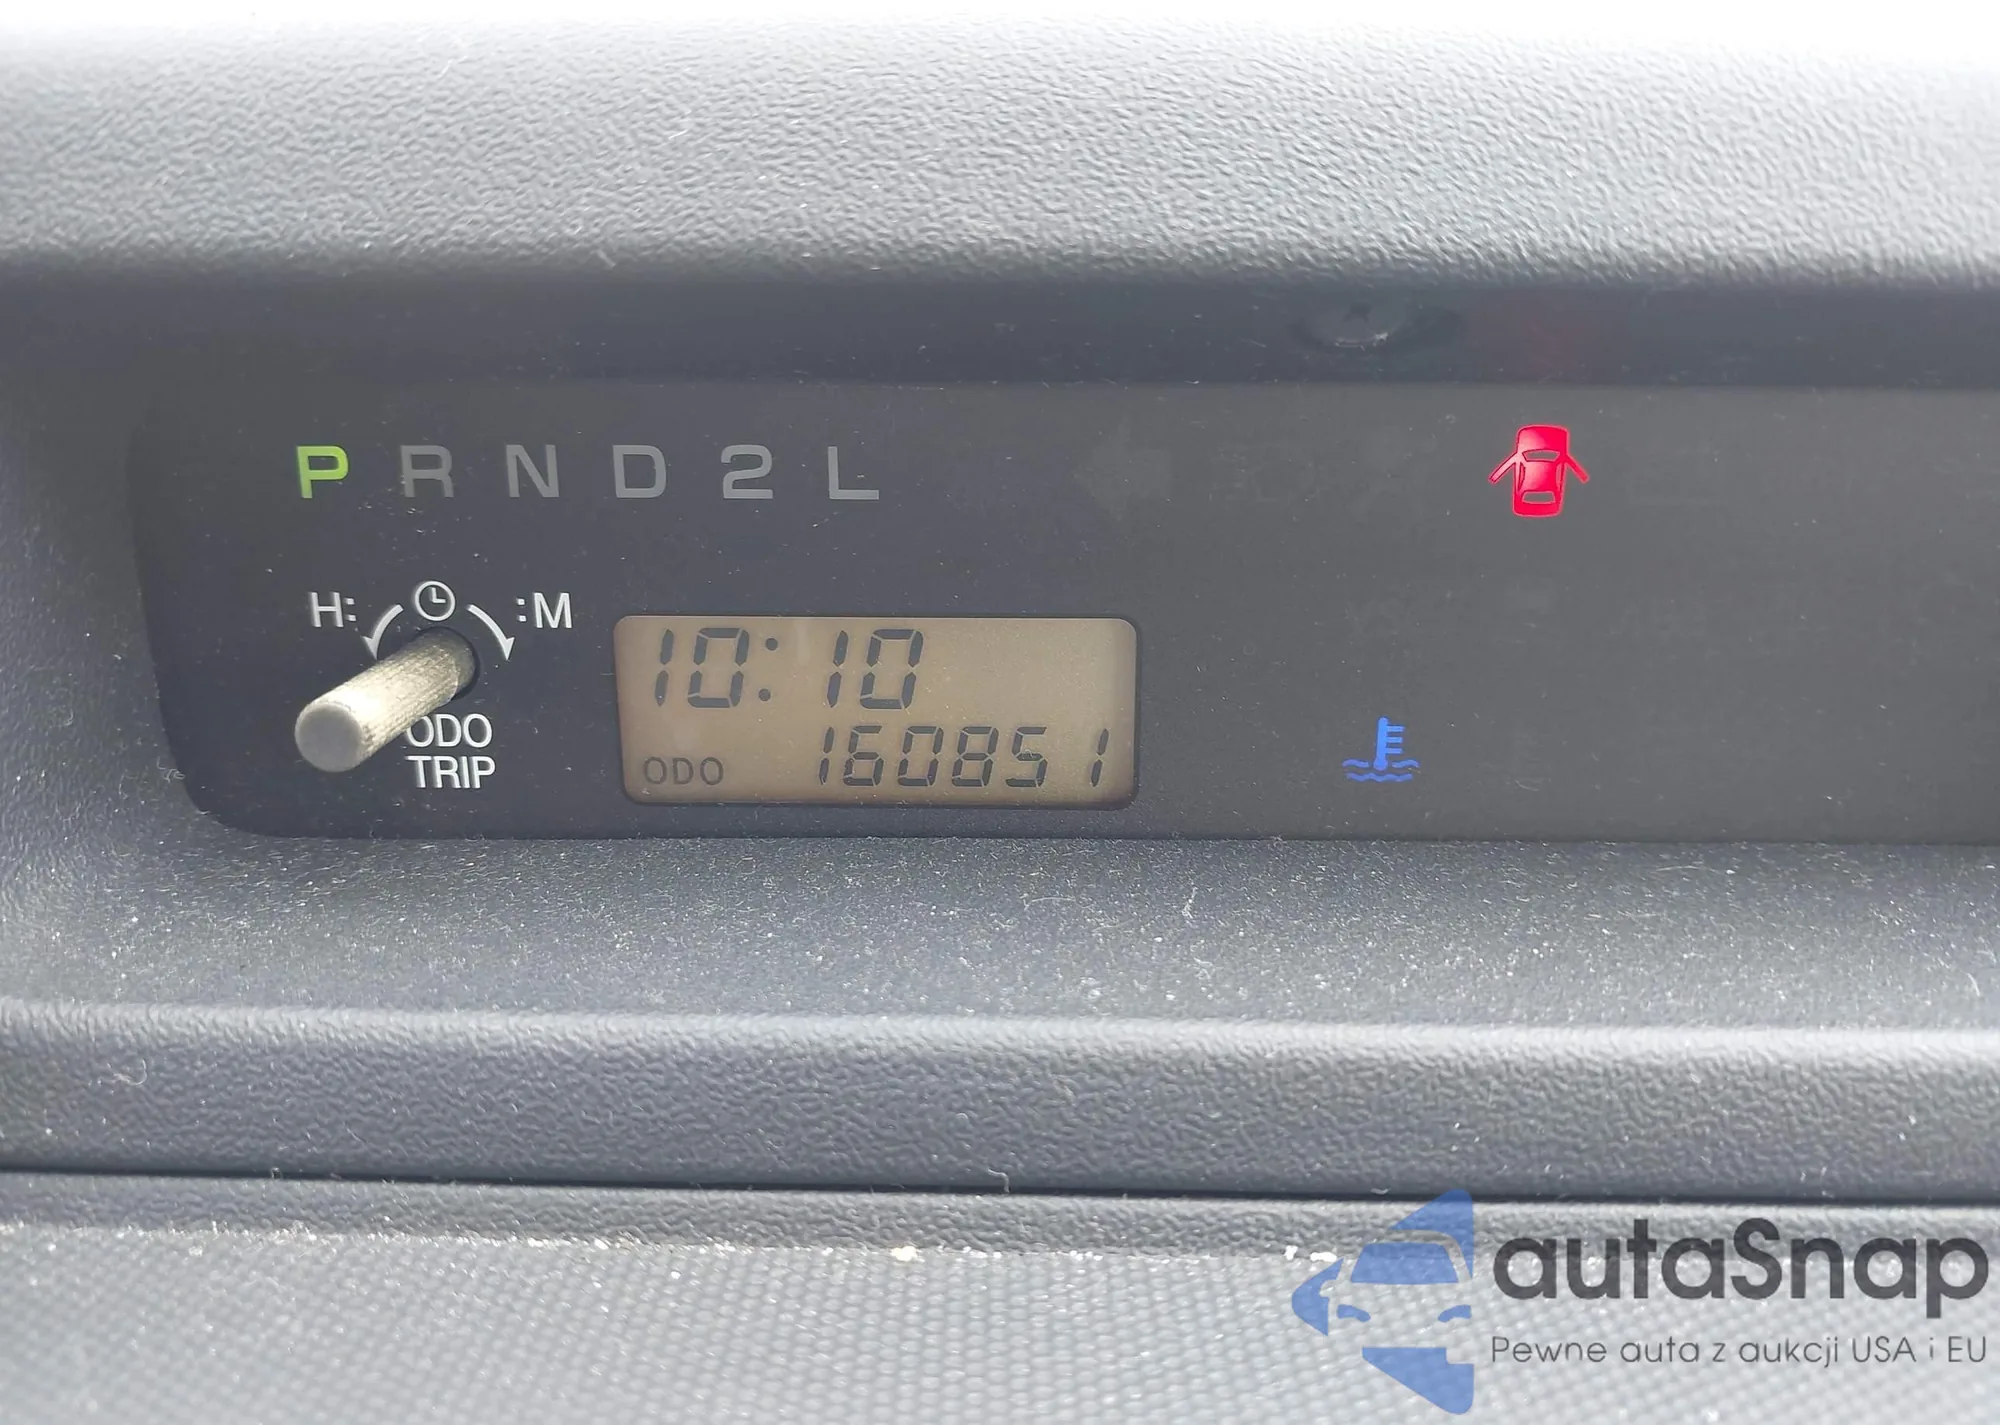 P R N D 2 L
H: :M
ODO
TRIP
10:10
ODO 160851
autaSnap
Pewne auta z aukcji USA i EU